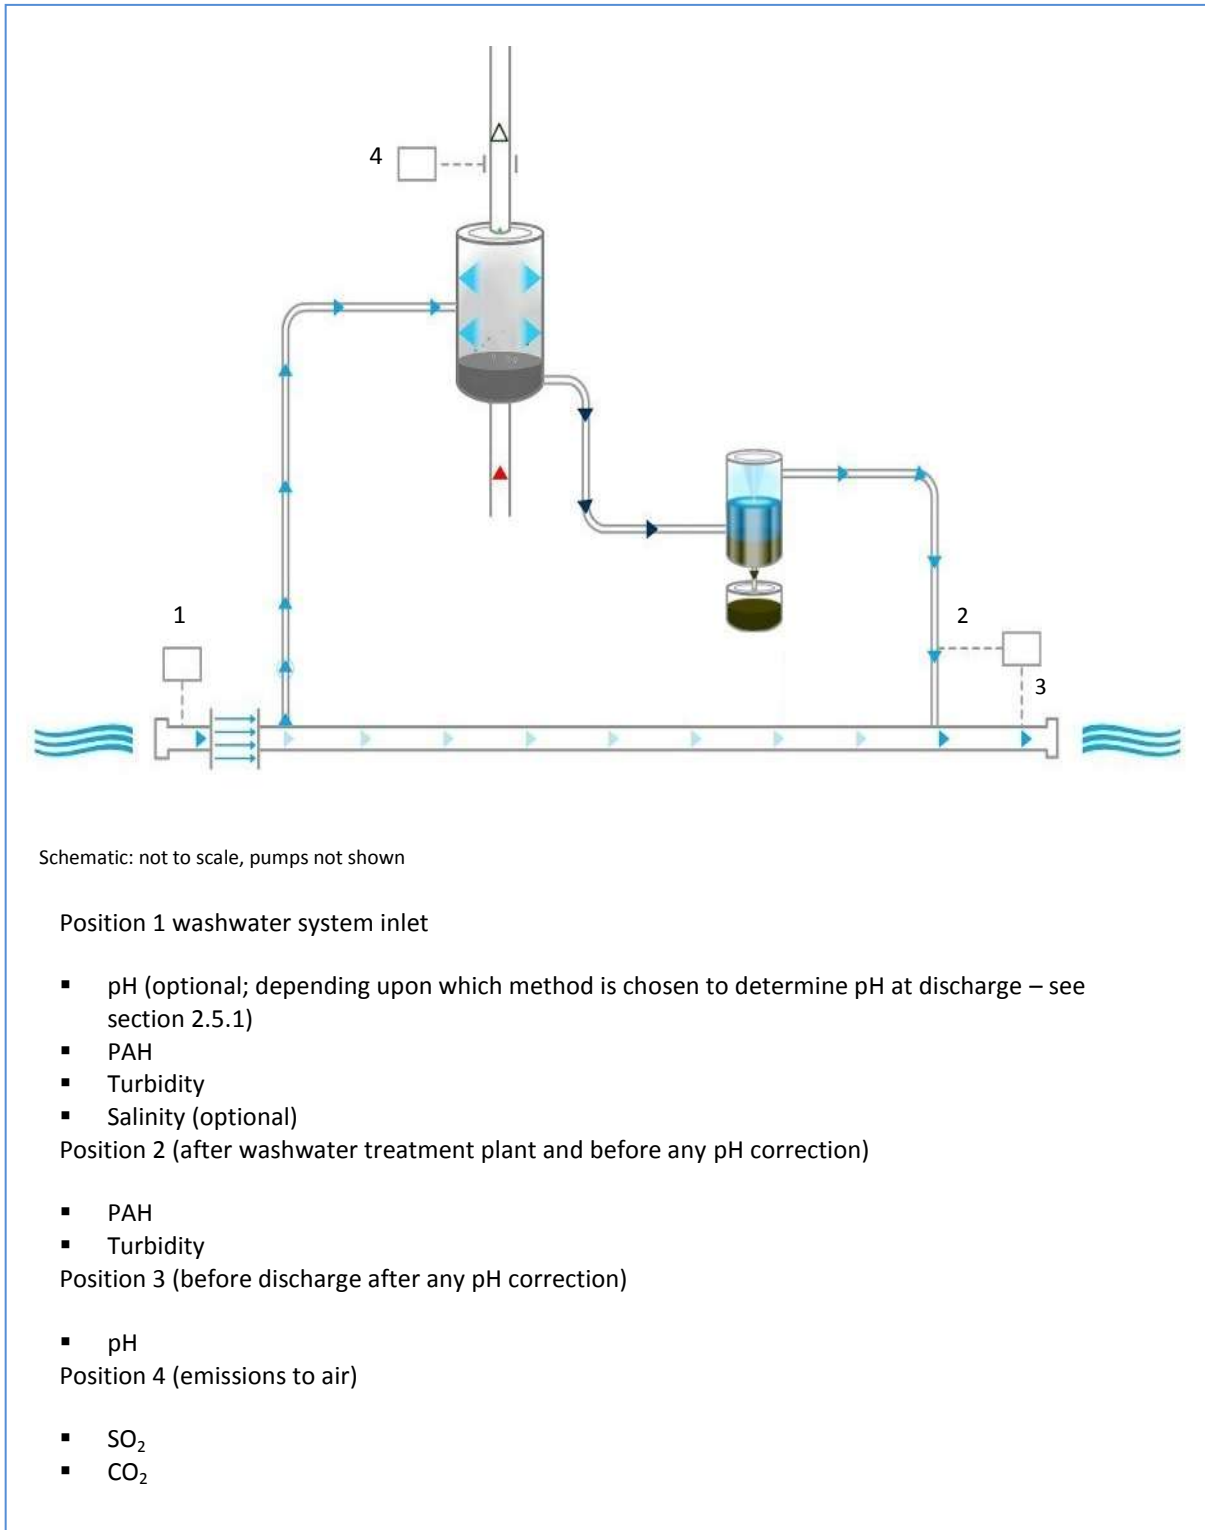 4
1
2
3
Schematic: not to scale, pumps not shown
Position 1 washwater system inlet
▪ pH (optional; depending upon which method is chosen to determine pH at discharge – see
section 2.5.1)
▪ PAH
▪ Turbidity
▪ Salinity (optional)
Position 2 (after washwater treatment plant and before any pH correction)
▪ PAH
▪ Turbidity
Position 3 (before discharge after any pH correction)
▪ pH
Position 4 (emissions to air)
▪ SO₂
▪ CO₂